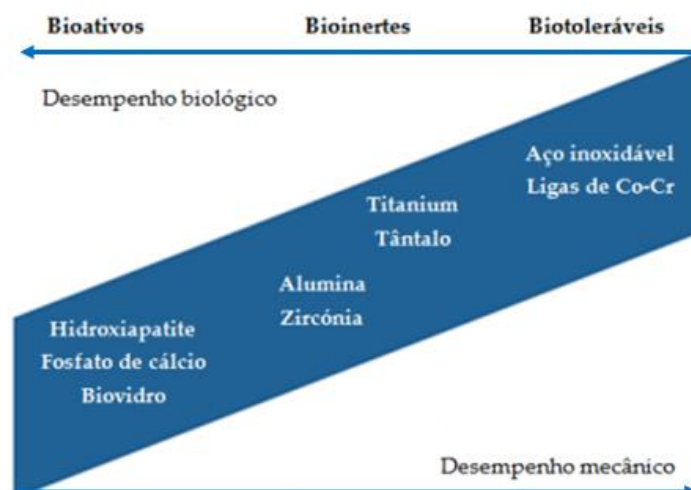 Bioativos Bioinertes Biotoleráveis
Desempenho biológico
Aço inoxidável
Ligas de Co-Cr
Titanium
Tântalo
Alumina
Zircónia
Hidroxiapatite
Fosfato de cálcio
Biovidro
Desempenho mecânico